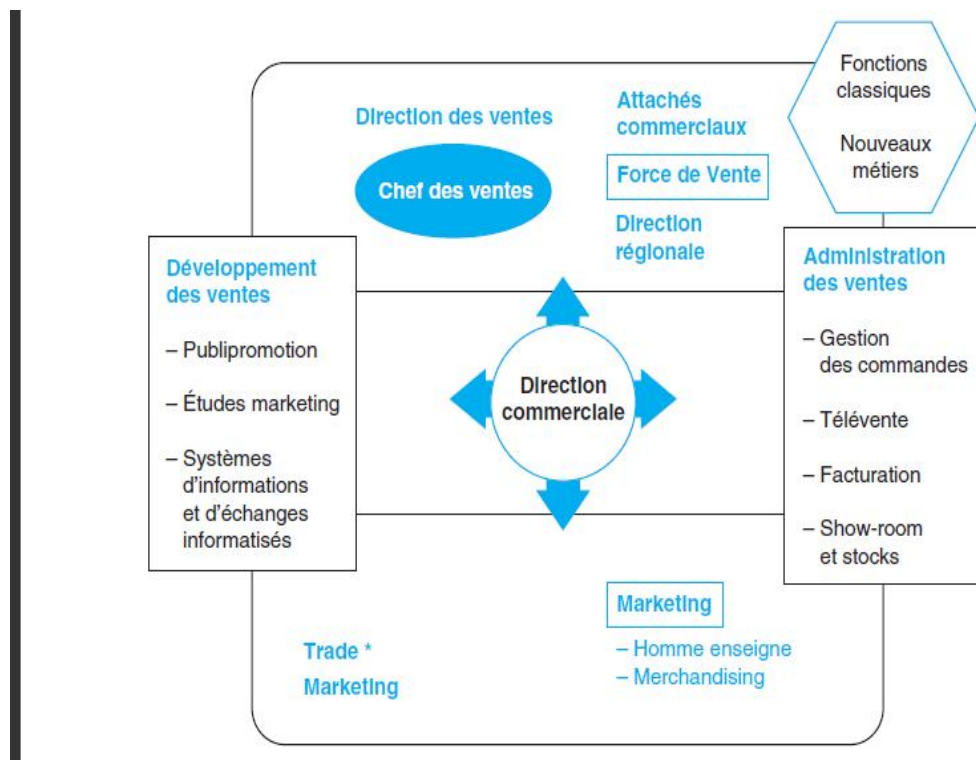 Fonctions
classiques
Nouveaux
métiers
Direction des ventes
Chef des ventes
Attachés
commerciaux
Force de Vente
Direction
régionale
Développement
des ventes
– Publipromotion
– Études marketing
– Systèmes
d'informations
et d'échanges
informatisés
Direction
commerciale
Administration
des ventes
– Gestion
des commandes
– Télévente
– Facturation
– Show-room
et stocks
Trade *
Marketing
Marketing
– Homme enseigne
– Merchandising